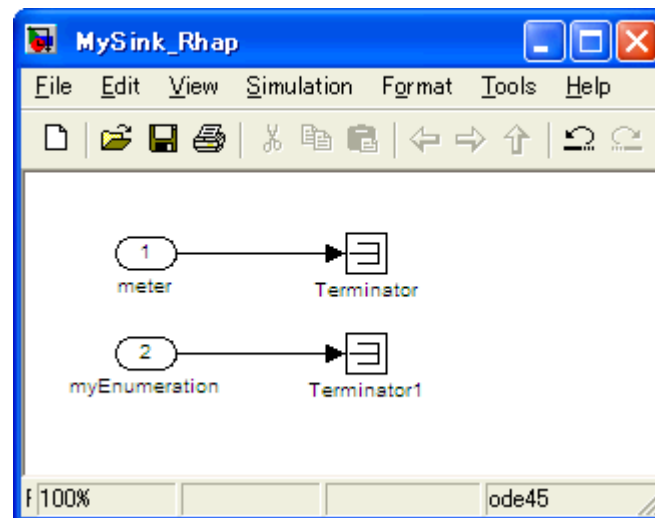 MySink_Rhap
File Edit View Simulation Format Tools Help
1
meter
Terminator
2
myEnumeration
Terminator1
100% ode45